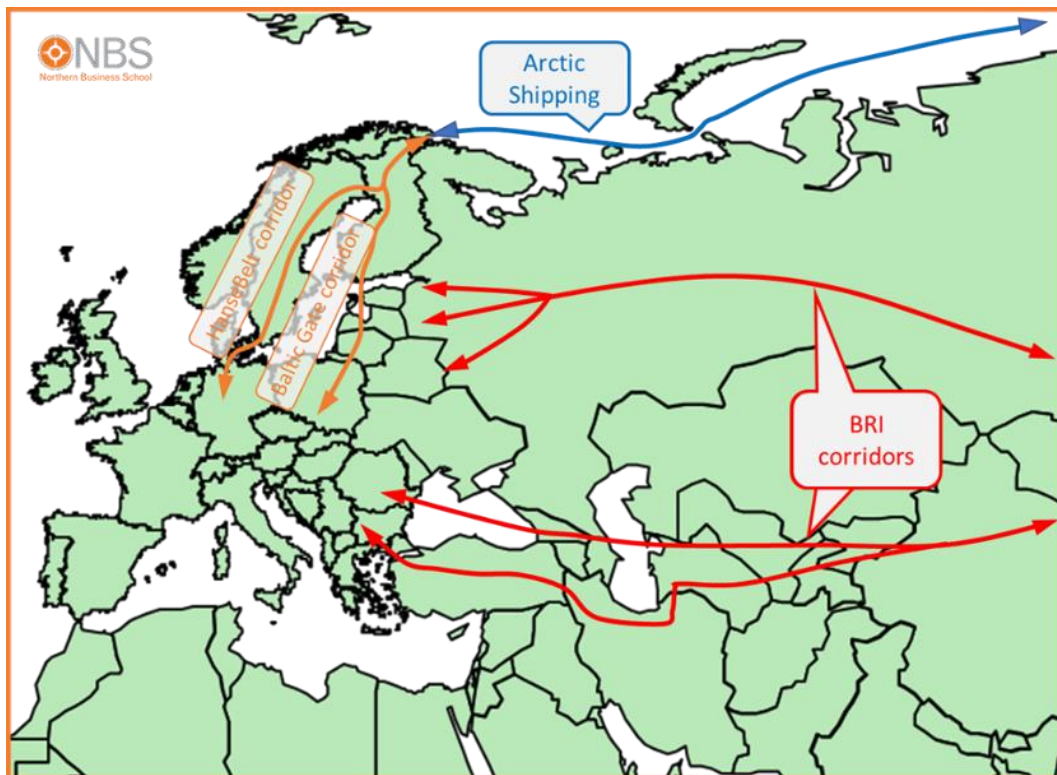 NBS
Northern Business School
Arctic
Shipping
HanseBelt corridor
Baltic Gate corridor
BRI
corridors